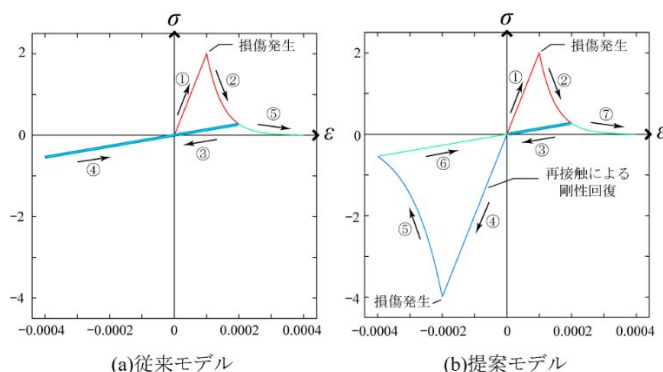 σ
損傷発生
2
①
②
⑤
ε
0
③
④
-2
-4
-0.0004
-0.0002
0
0.0002
0.0004
(a)従来モデル
σ
損傷発生
2
①
②
⑦
ε
0
③
⑥
再接触による
剛性回復
-2
⑤
④
-4
損傷発生
-0.0004
-0.0002
0
0.0002
0.0004
(b)提案モデル